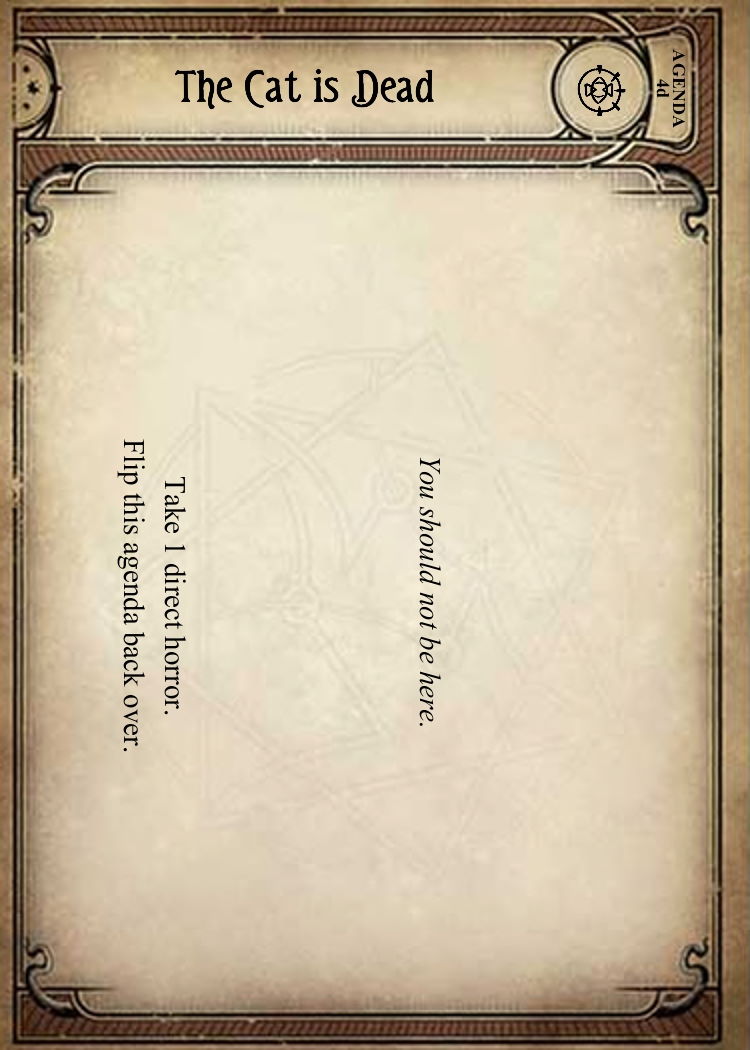 The Cat is Dead
AGENDA
4d
You should not be here.
Take 1 direct horror.
Flip this agenda back over.